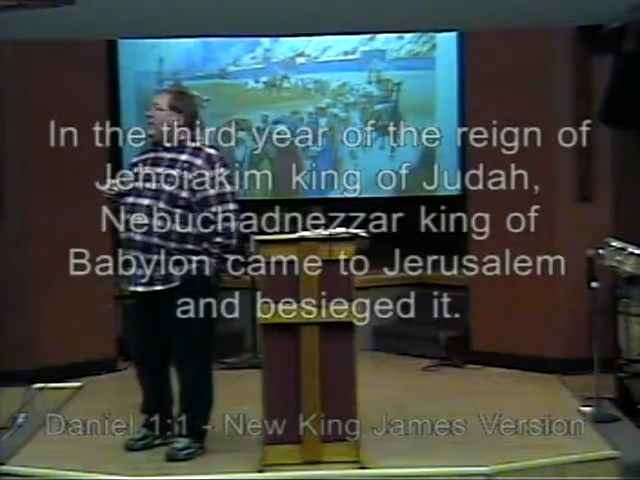 In the third year of the reign of
Jehoiakim king of Judah,
Nebuchadnezzar king of
Babylon came to Jerusalem
and besieged it.
Daniel 1:1 - New King James Version